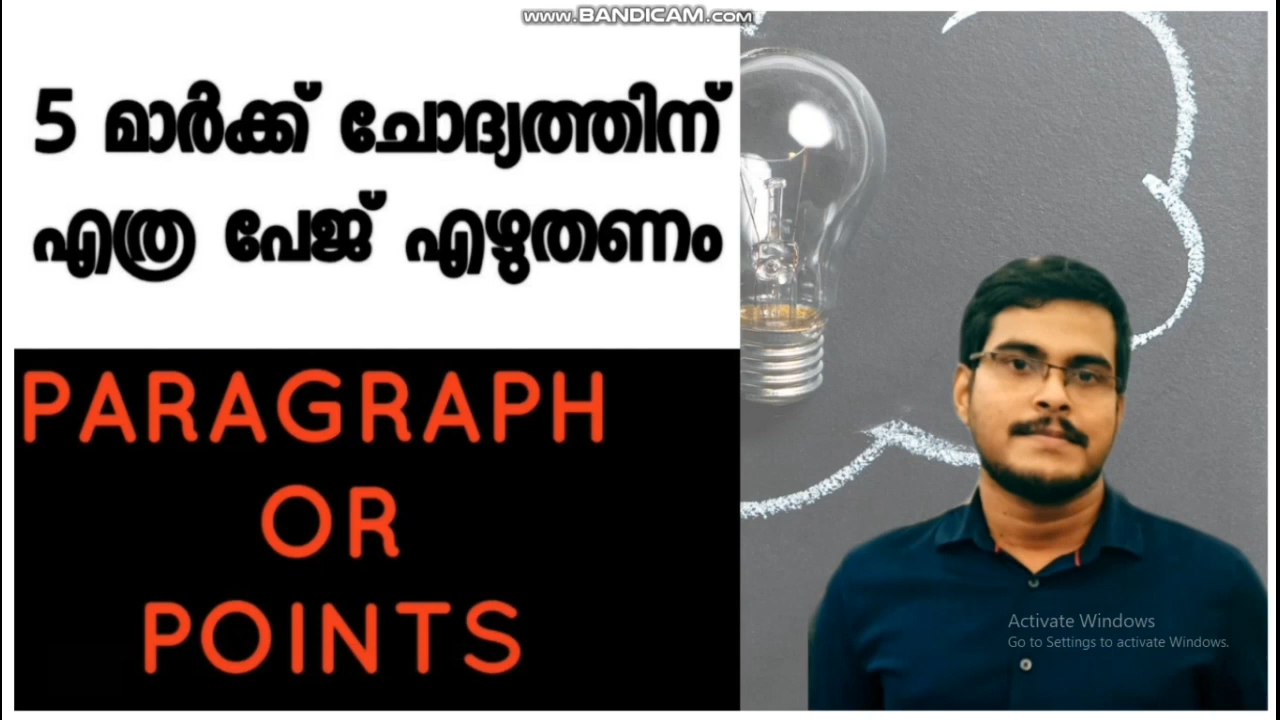 www.BANDICAM.com
5 മാർക്ക് ചോദ്യത്തിന്
എത്ര പേജ് എഴുതണം
PARAGRAPH
OR
POINTS
Activate Windows
Go to Settings to activate Windows.